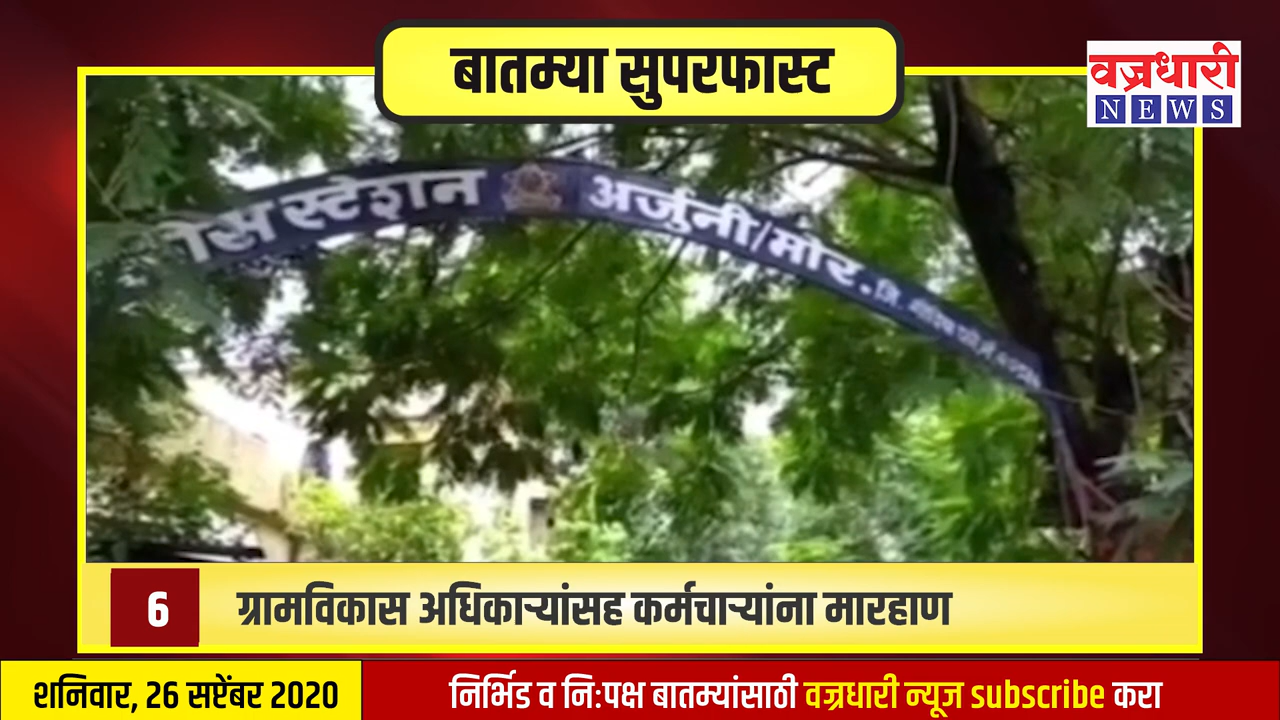 बातम्या सुपरफास्ट
वज्रधारी
NEWS
स्टेशन अर्जुनी/मोर. जि.
6 ग्रामविकास अधिकाऱ्यांसह कर्मचाऱ्यांना मारहाण
शनिवार, 26 सप्टेंबर 2020
निर्भिड व नि:पक्ष बातम्यांसाठी वज्रधारी न्यूज subscribe करा